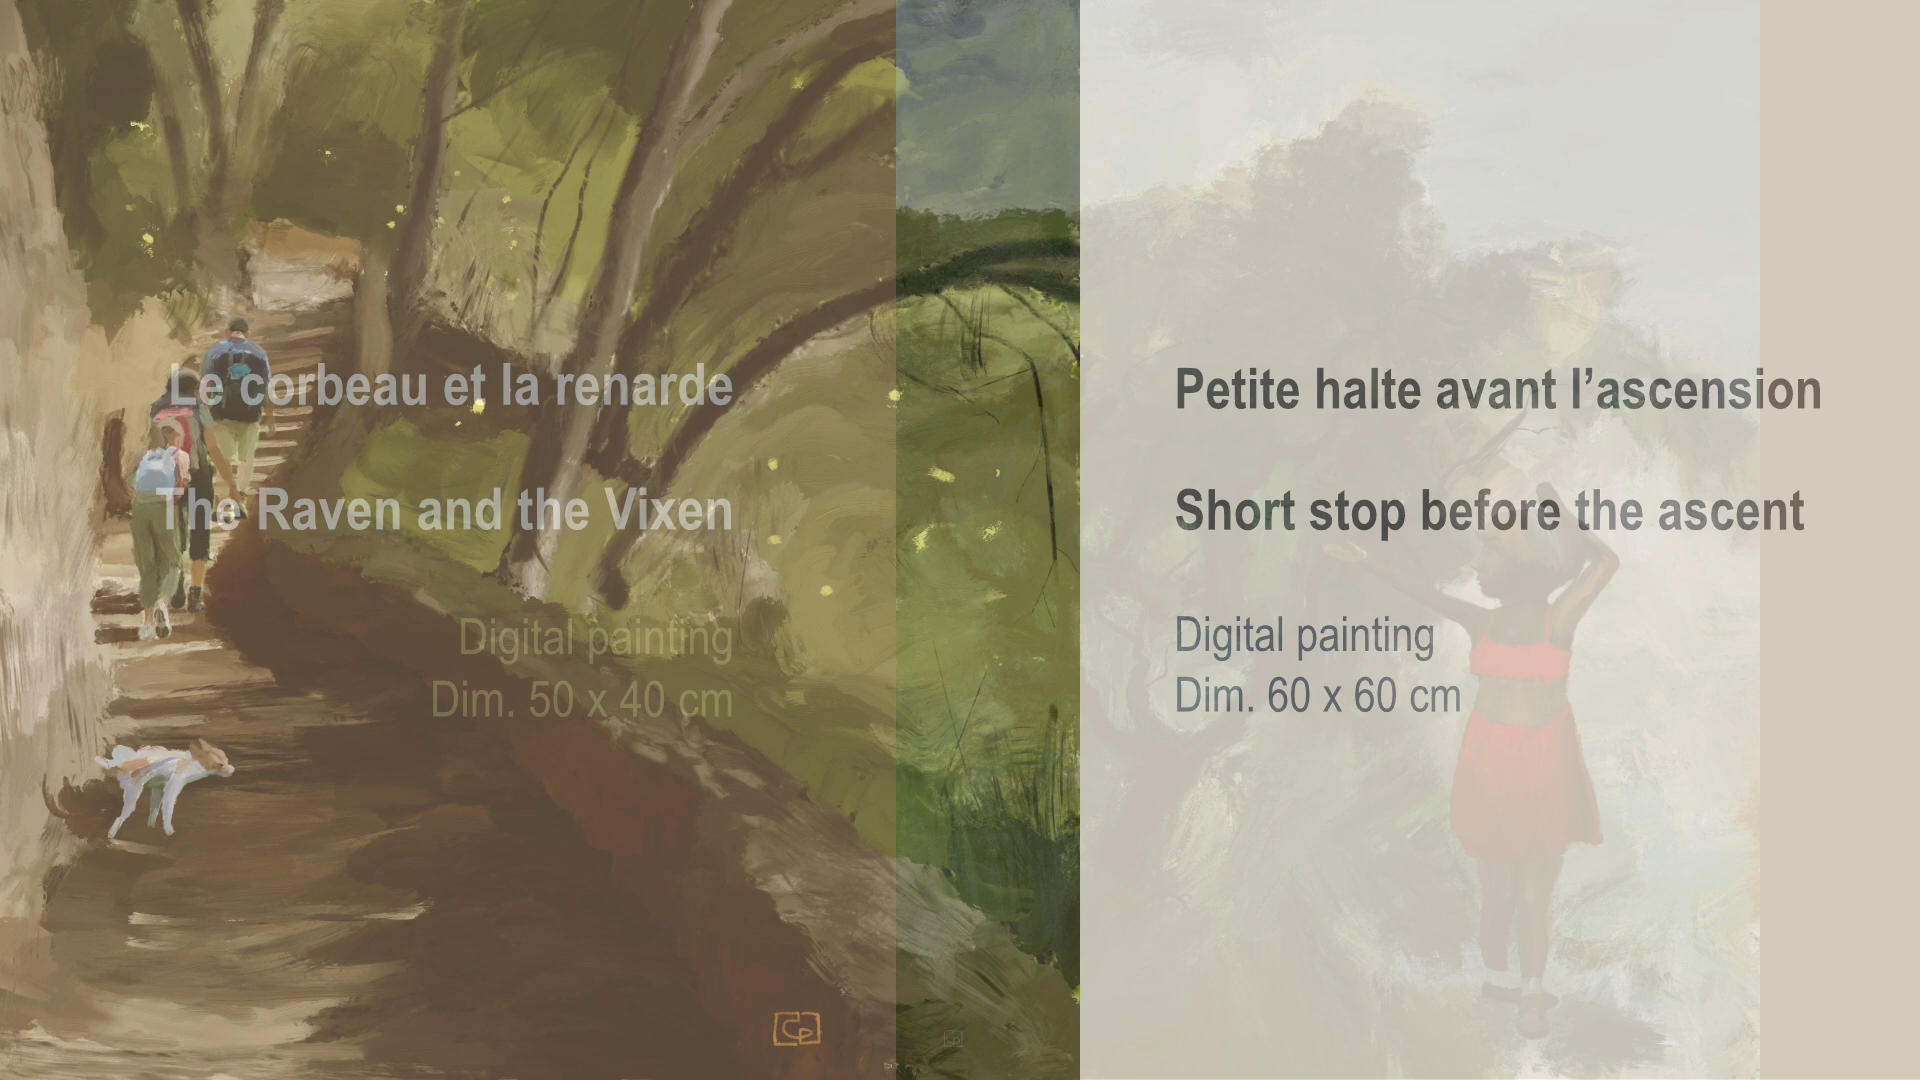 Le corbeau et la renarde
The Raven and the Vixen
Digital painting
Dim. 50 x 40 cm
Petite halte avant l’ascension
Short stop before the ascent
Digital painting
Dim. 60 x 60 cm
CP